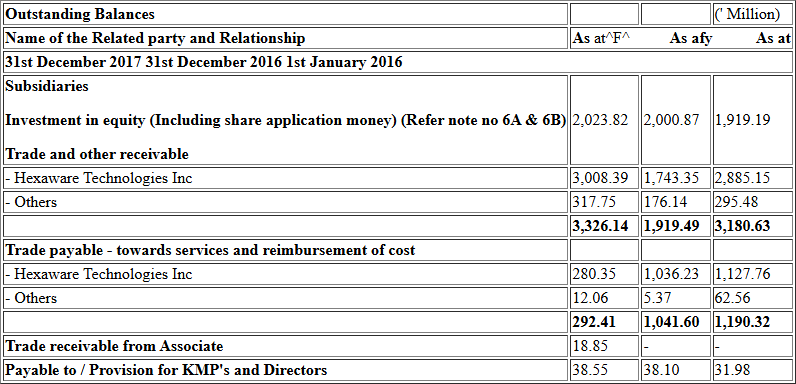 Outstanding Balances (' Million)
Name of the Related party and Relationship As at^F^ As afy As at
31st December 2017 31st December 2016 1st January 2016
Subsidiaries
Investment in equity (Including share application money) (Refer note no 6A & 6B) 2,023.82 2,000.87 1,919.19
Trade and other receivable
- Hexaware Technologies Inc 3,008.39 1,743.35 2,885.15
- Others 317.75 176.14 295.48
3,326.14 1,919.49 3,180.63
Trade payable - towards services and reimbursement of cost
- Hexaware Technologies Inc 280.35 1,036.23 1,127.76
- Others 12.06 5.37 62.56
292.41 1,041.60 1,190.32
Trade receivable from Associate 18.85 - -
Payable to / Provision for KMP's and Directors 38.55 38.10 31.98